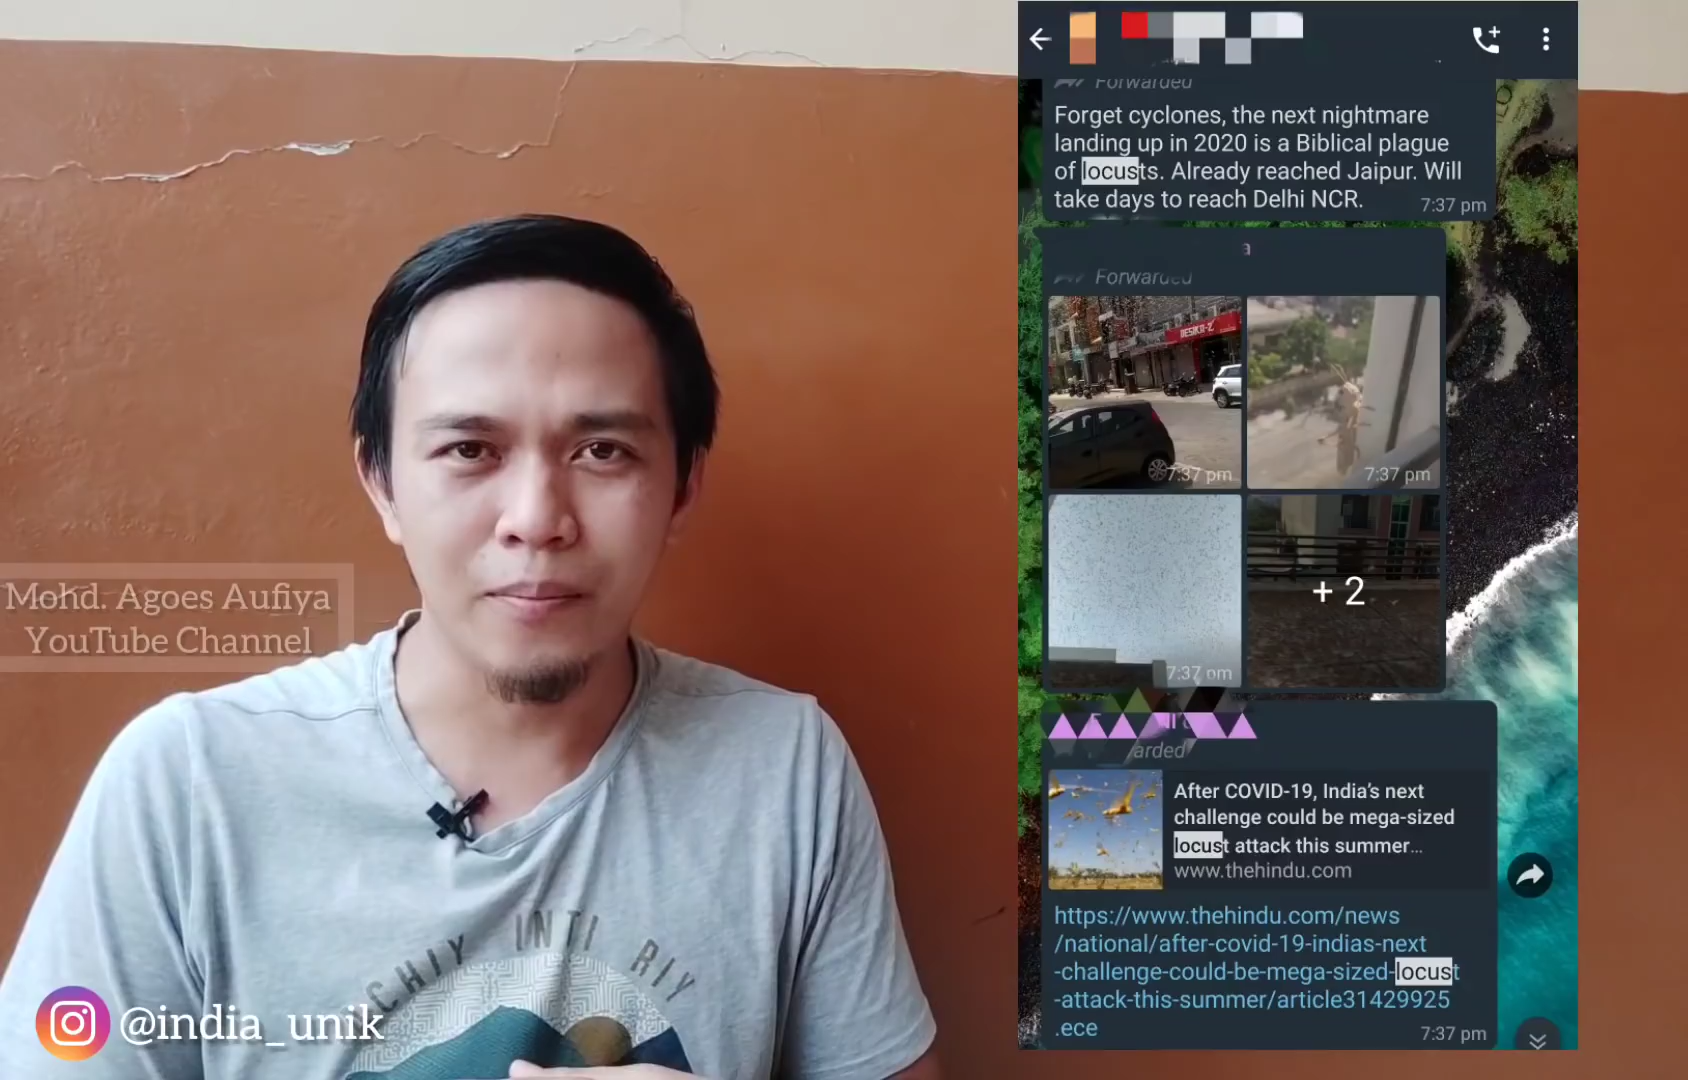 Forwarded
Forget cyclones, the next nightmare
landing up in 2020 is a Biblical plague
of locusts. Already reached Jaipur. Will
take days to reach Delhi NCR.
7:37 pm
a
Forwarded
7:37 pm
7:37 pm
7:37 pm
+ 2
arded
After COVID-19, India's next
challenge could be mega-sized
locust attack this summer...
www.thehindu.com
https://www.thehindu.com/news
/national/after-covid-19-indias-next
-challenge-could-be-mega-sized-locust
-attack-this-summer/article31429925
.ece
7:37 pm
Mohd. Agoes Aufiya
YouTube Channel
CHIY INTI RIY
@india_unik